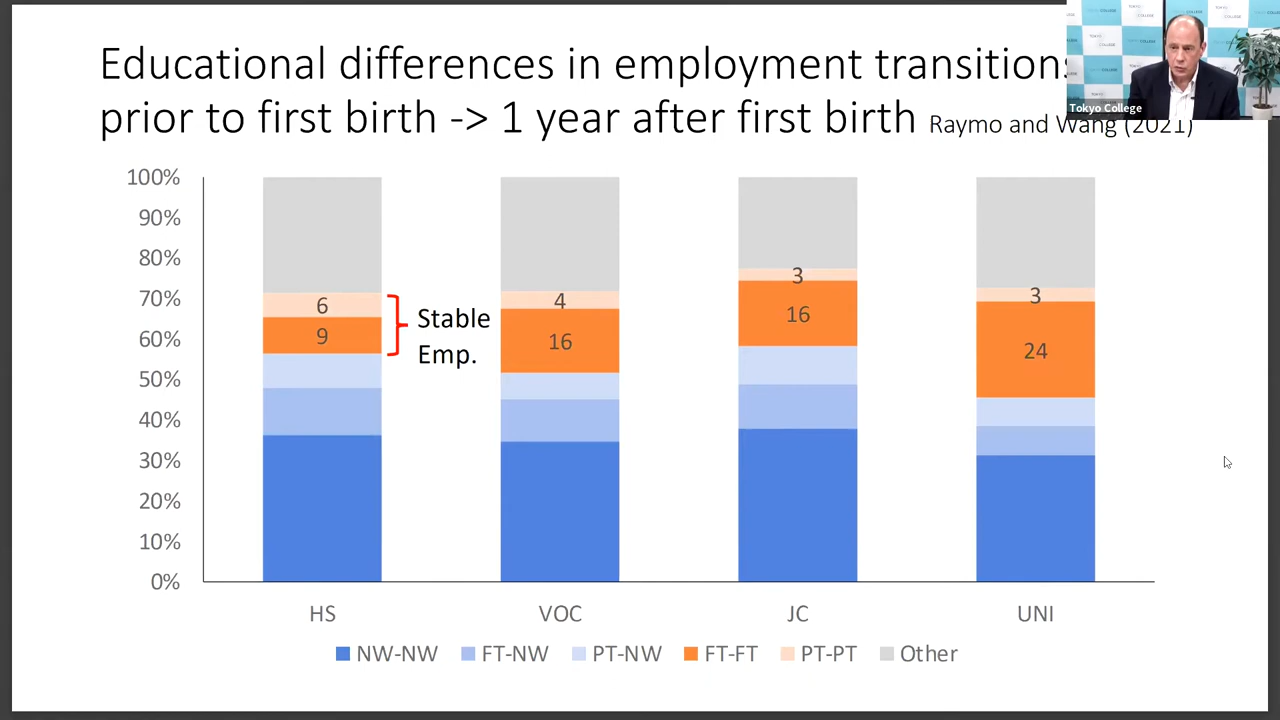 Educational differences in employment transitions
prior to first birth -> 1 year after first birth Raymo and Wang (2021)
Tokyo College
100%
90%
80%
70%
60%
50%
40%
30%
20%
10%
0%
6
9
Stable
Emp.
4
16
3
16
3
24
HS
VOC
JC
UNI
NW-NW
FT-NW
PT-NW
FT-FT
PT-PT
Other